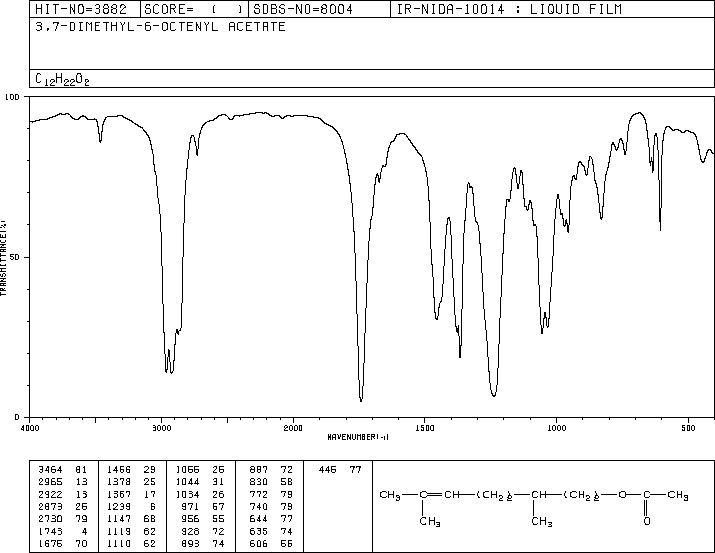 HIT-NO=3882 SCORE= ( ) SDBS-NO=8004 IR-NIDA-10014 : LIQUID FILM
3,7-DIMETHYL-6-OCTENYL ACETATE
C12H22O2
100
50
0
TRANSMITTANCE(%)
4000 3000 2000 1500 1000 500
WAVENUMBER(-1)
3464 81 1456 29 1055 25 887 72 445 77
2965 13 1378 25 1044 31 830 58
2922 13 1367 17 1034 26 772 79
2873 25 1239 6 971 57 740 79
2730 79 1147 68 956 55 644 77
1743 4 1119 62 928 72 635 74
1675 70 1110 62 893 74 606 55
CH3 C CH (CH2)2 CH (CH2)2 O C CH3
CH3 CH3 O